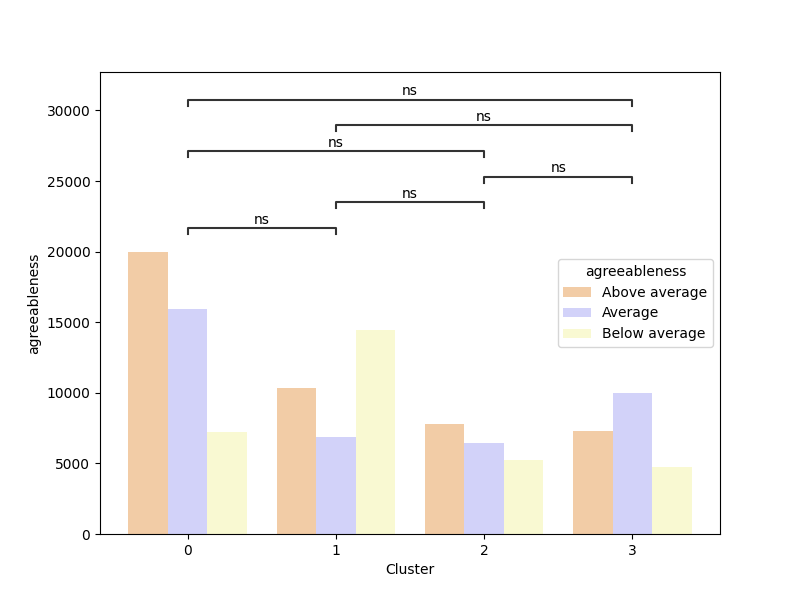 ns
ns
ns
ns
ns
ns
30000
25000
20000
15000
10000
5000
0
agreeableness
agreeableness
Above average
Average
Below average
0 1 2 3
Cluster